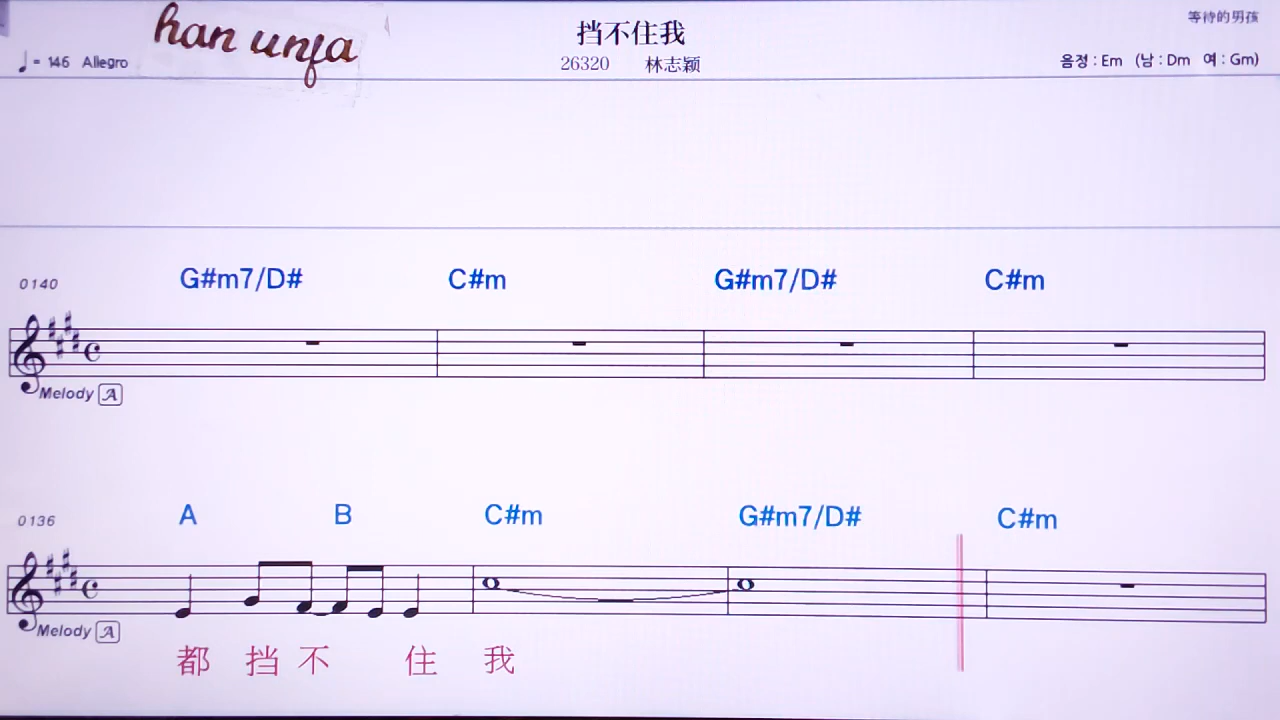 han unfa
挡不住我
等待的男孩
♩= 146 Allegro
26320 林志颖
음정 : Em (남 : Dm 여 : Gm)
0140 G#m7/D# C#m G#m7/D# C#m
Melody A
0136 A B C#m G#m7/D# C#m
Melody A
都 挡 不 住 我